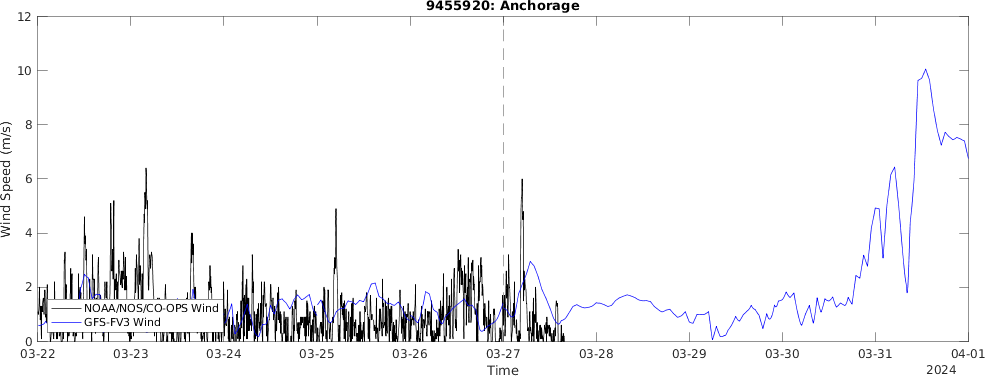 9455920: Anchorage
12
10
8
6
4
2
0
Wind Speed (m/s)
NOAA/NOS/CO-OPS Wind
GFS-FV3 Wind
03-22 03-23 03-24 03-25 03-26 03-27 03-28 03-29 03-30 03-31 04-01
Time 2024